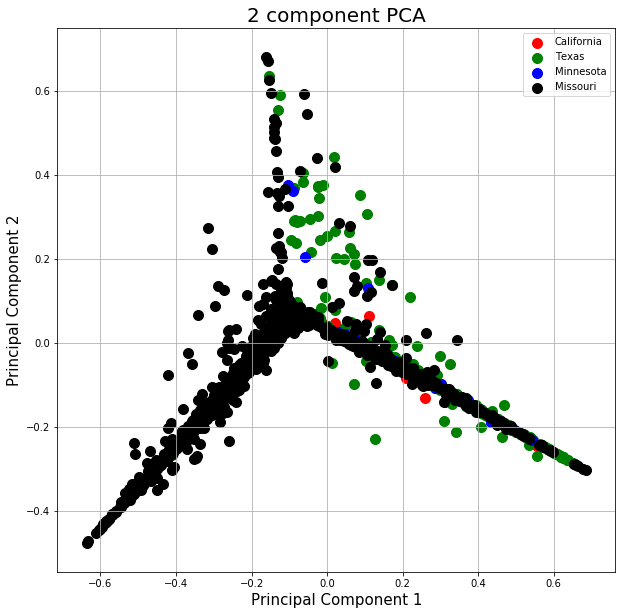 2 component PCA
California
Texas
Minnesota
Missouri
Principal Component 2
0.6
0.4
0.2
0.0
−0.2
−0.4
−0.6
−0.4
−0.2
0.0
0.2
0.4
0.6
Principal Component 1